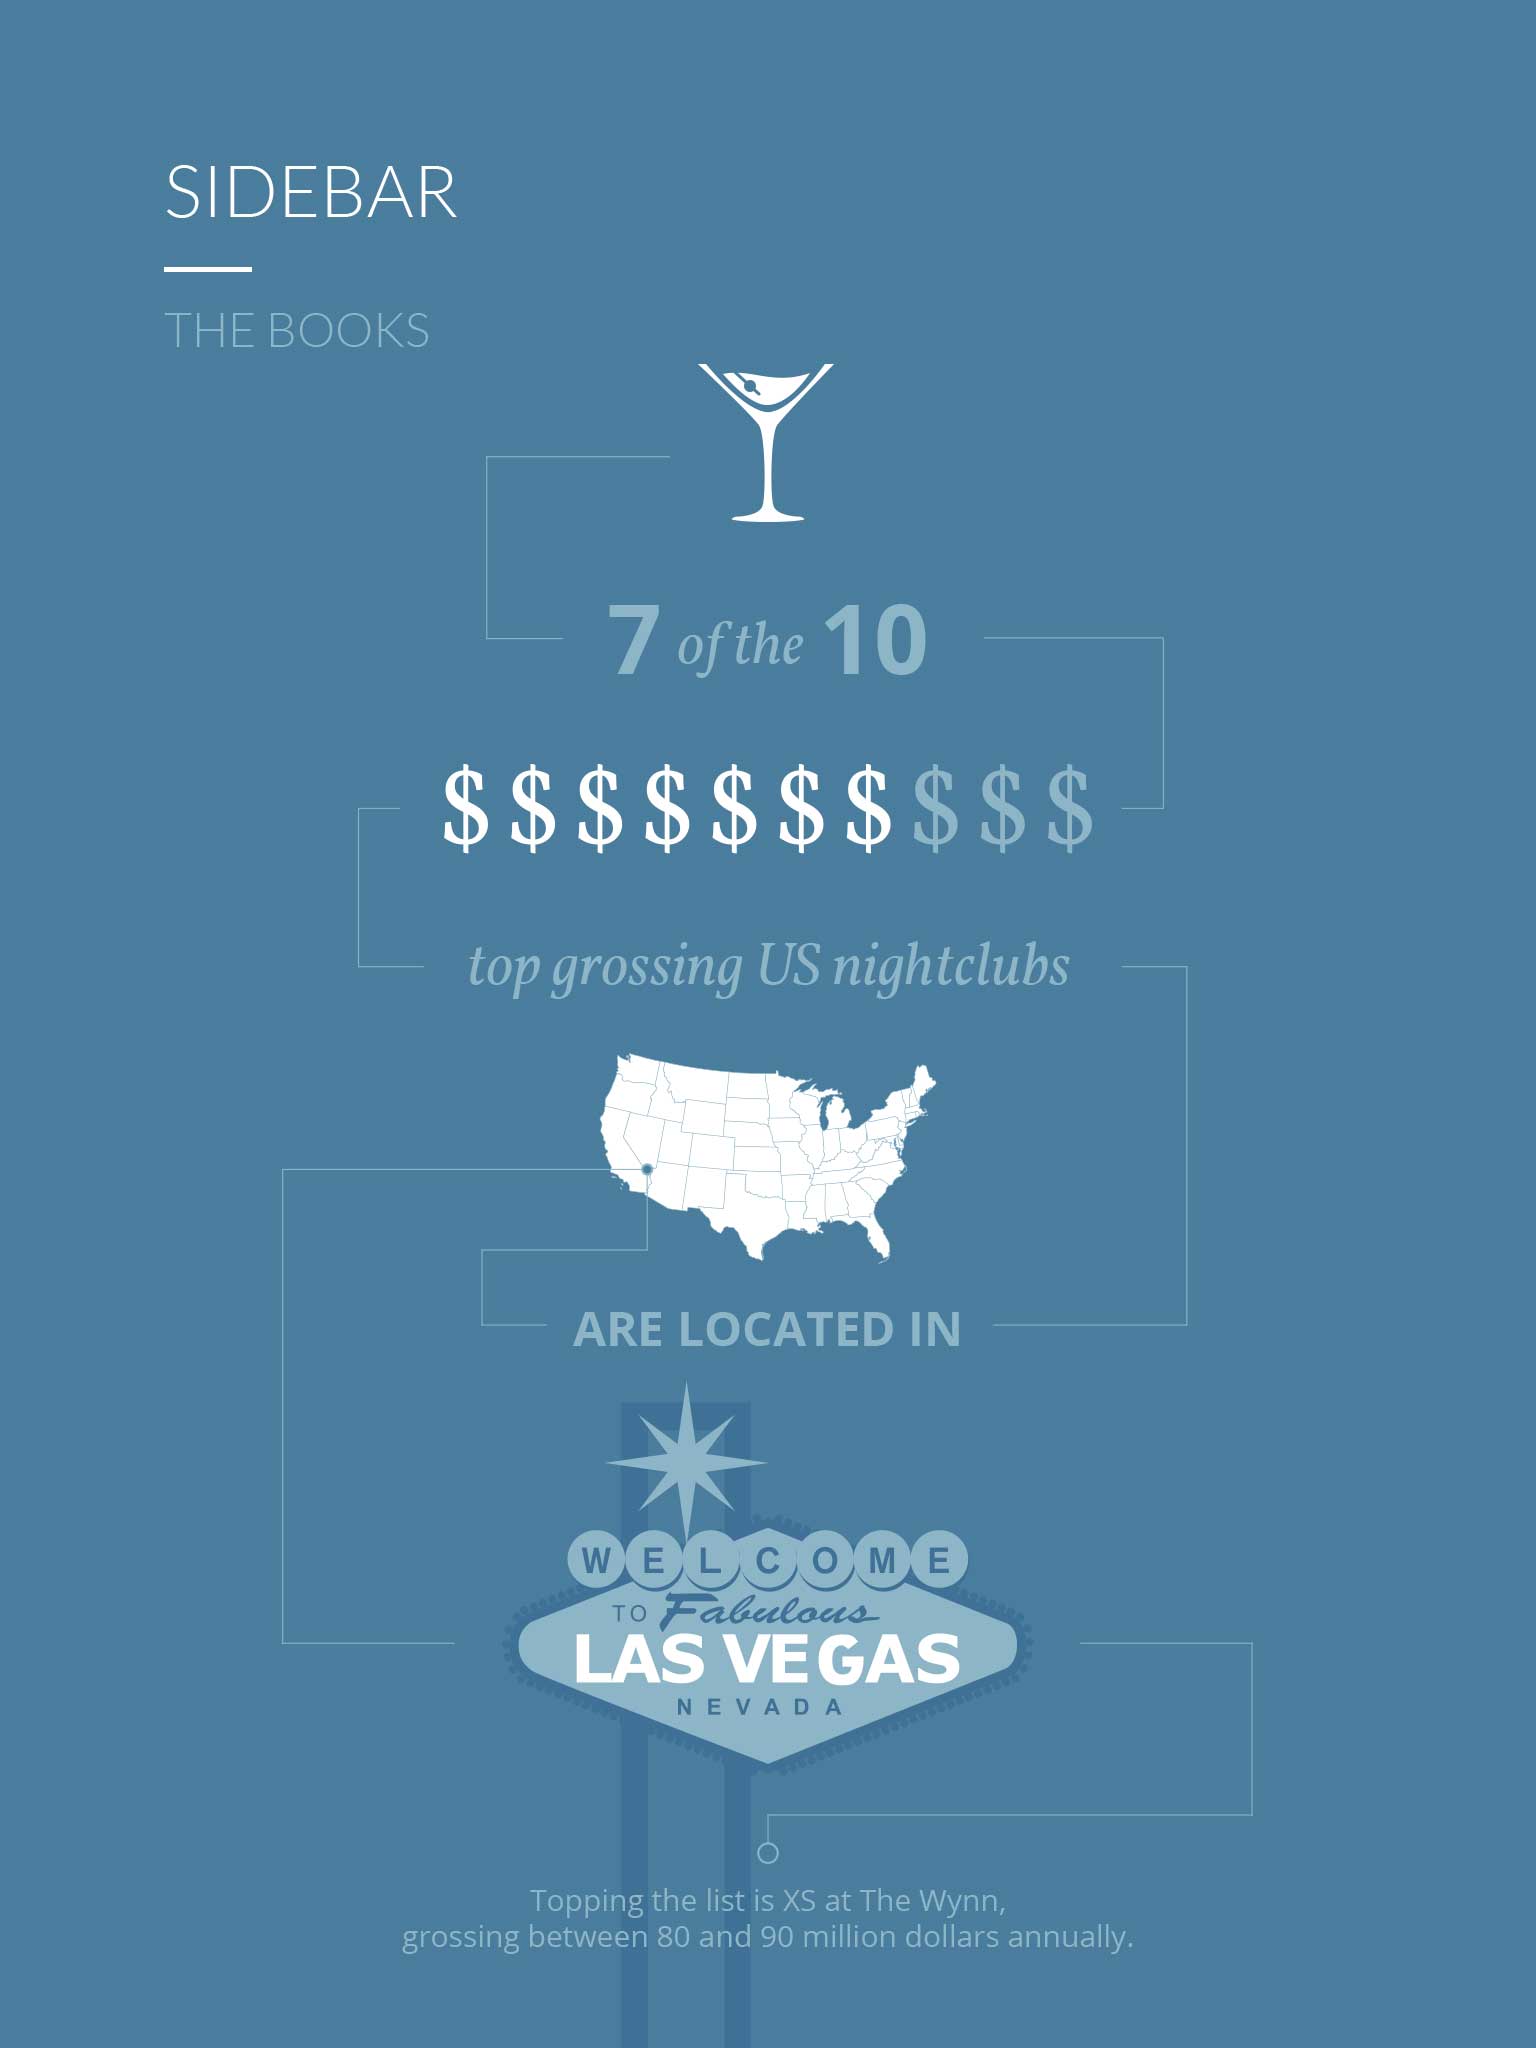 SIDEBAR
THE BOOKS
7 of the 10
$ $ $ $ $ $ $ $ $ $
top grossing US nightclubs
ARE LOCATED IN
WELCOME
TO Fabulous
LAS VEGAS
NEVADA
Topping the list is XS at The Wynn,
grossing between 80 and 90 million dollars annually.